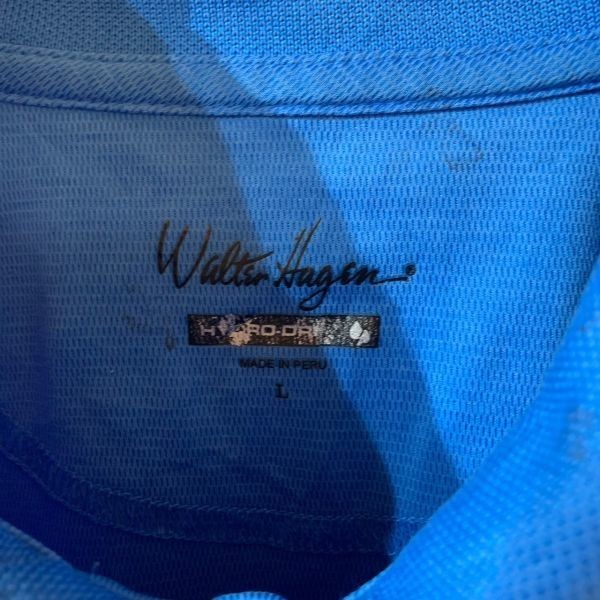 Walter Hagen®
HYDRO-DRI
MADE IN PERU
L